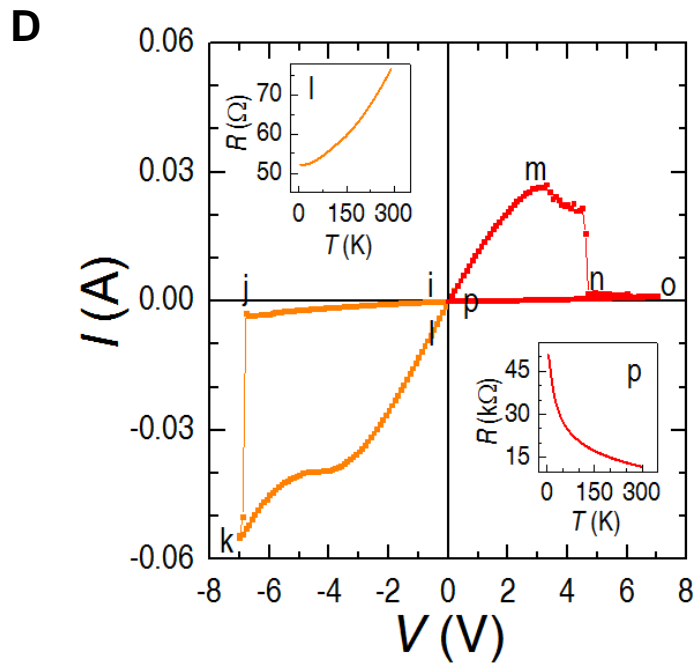 D
0.06
0.03
0.00
-0.03
-0.06
I (A)
-8 -6 -4 -2 0 2 4 6 8
V (V)
l
70
60
50
R (Ω)
0 150 300
T (K)
m
j
i
n
o
p
l
k
p
45
30
15
R (kΩ)
0 150 300
T (K)